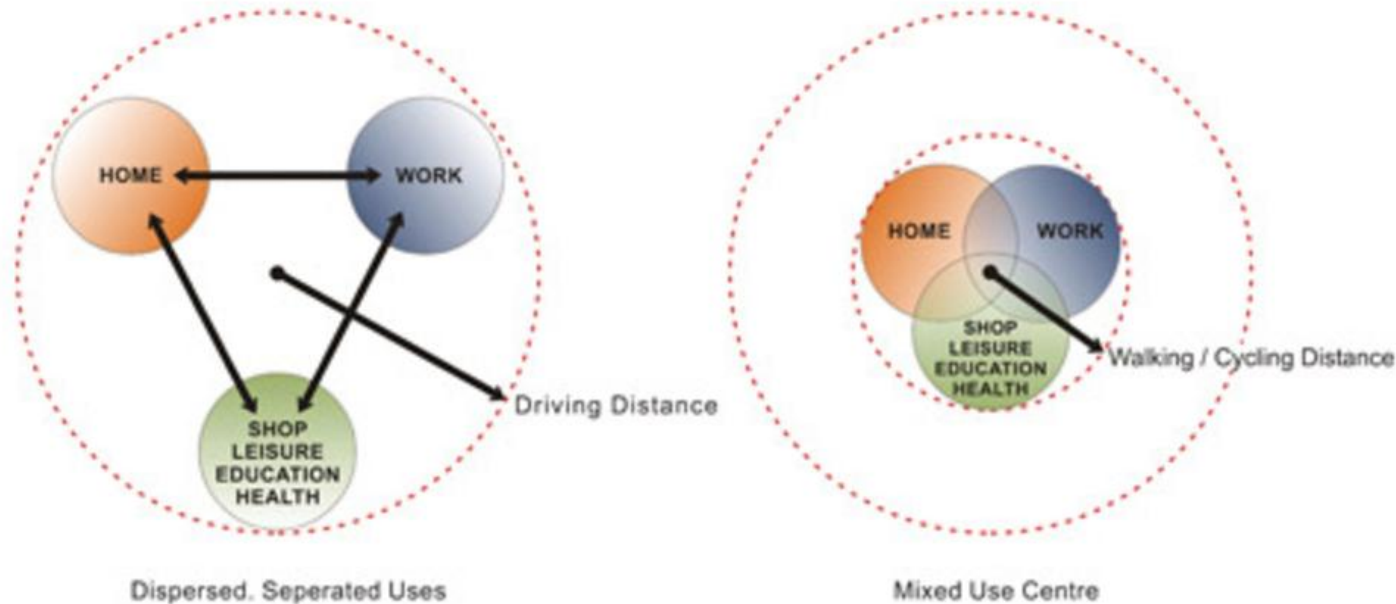 HOME
WORK
SHOP
LEISURE
EDUCATION
HEALTH
Driving Distance
Dispersed. Seperated Uses
HOME
WORK
SHOP
LEISURE
EDUCATION
HEALTH
Walking / Cycling Distance
Mixed Use Centre